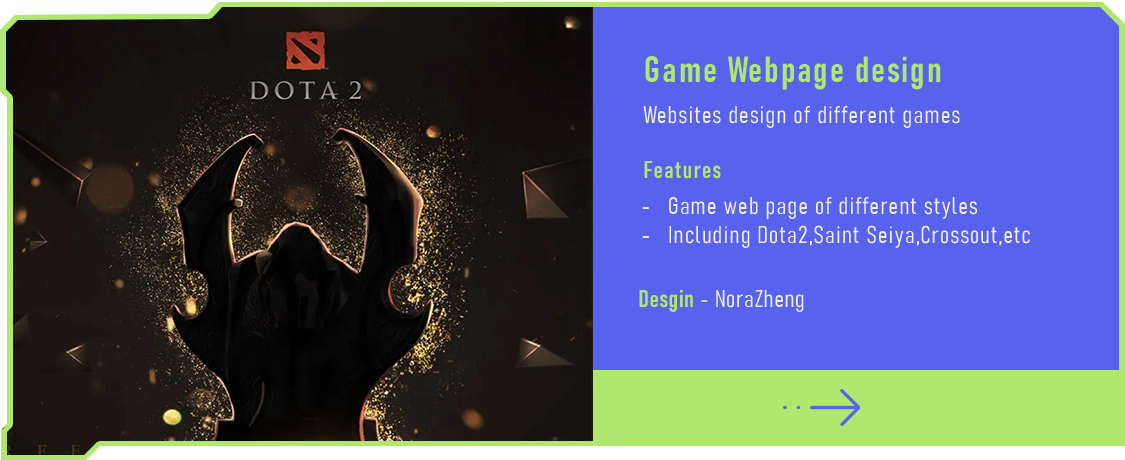 DOTA 2
Game Webpage design
Websites design of different games
Features
- Game web page of different styles
- Including Dota2,Saint Seiya,Crossout,etc
Desgin - NoraZheng